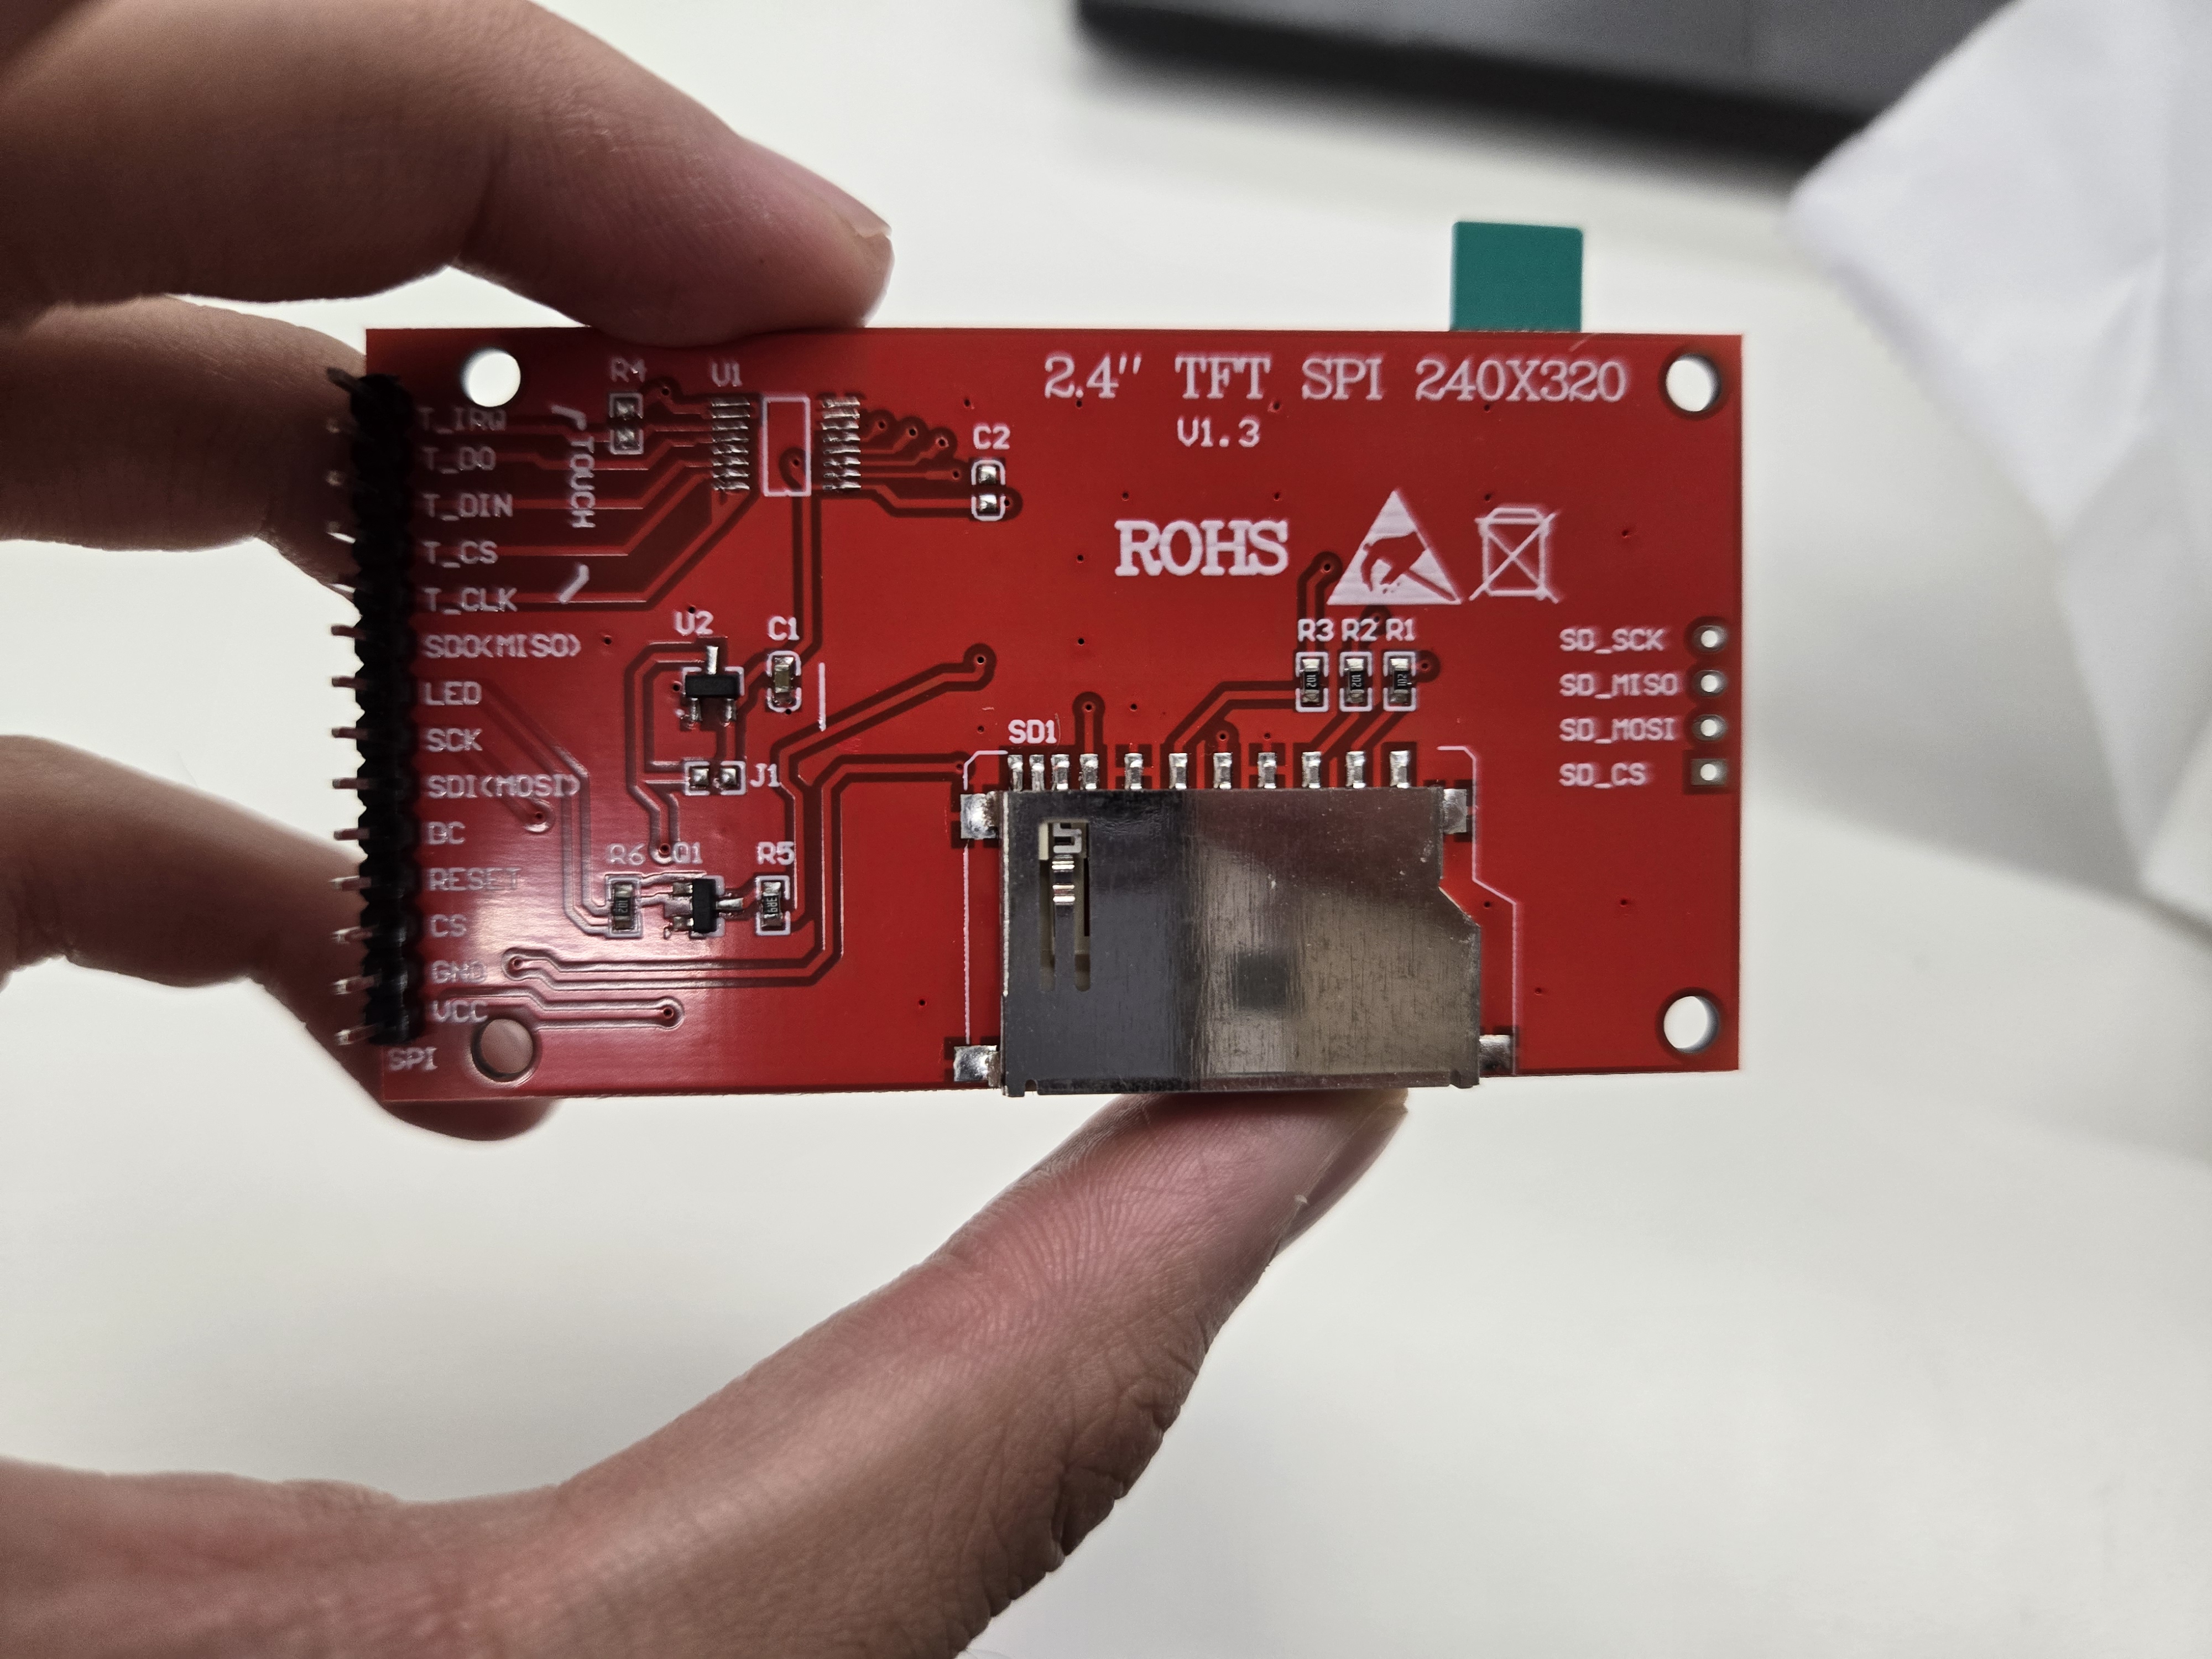 2.4" TFT SPI 240X320
V1.3
R4
U1
T_IRQ
T_DO
T_DIN
T_CS
T_CLK
TOUCH
C2
ROHS
SDO(MISO)
LED
SCK
SDI(MOSI)
DC
RESET
CS
GND
VCC
SPI
U2
C1
J1
R6
Q1
R5
SD1
R3 R2 R1
SD_SCK
SD_MISO
SD_MOSI
SD_CS